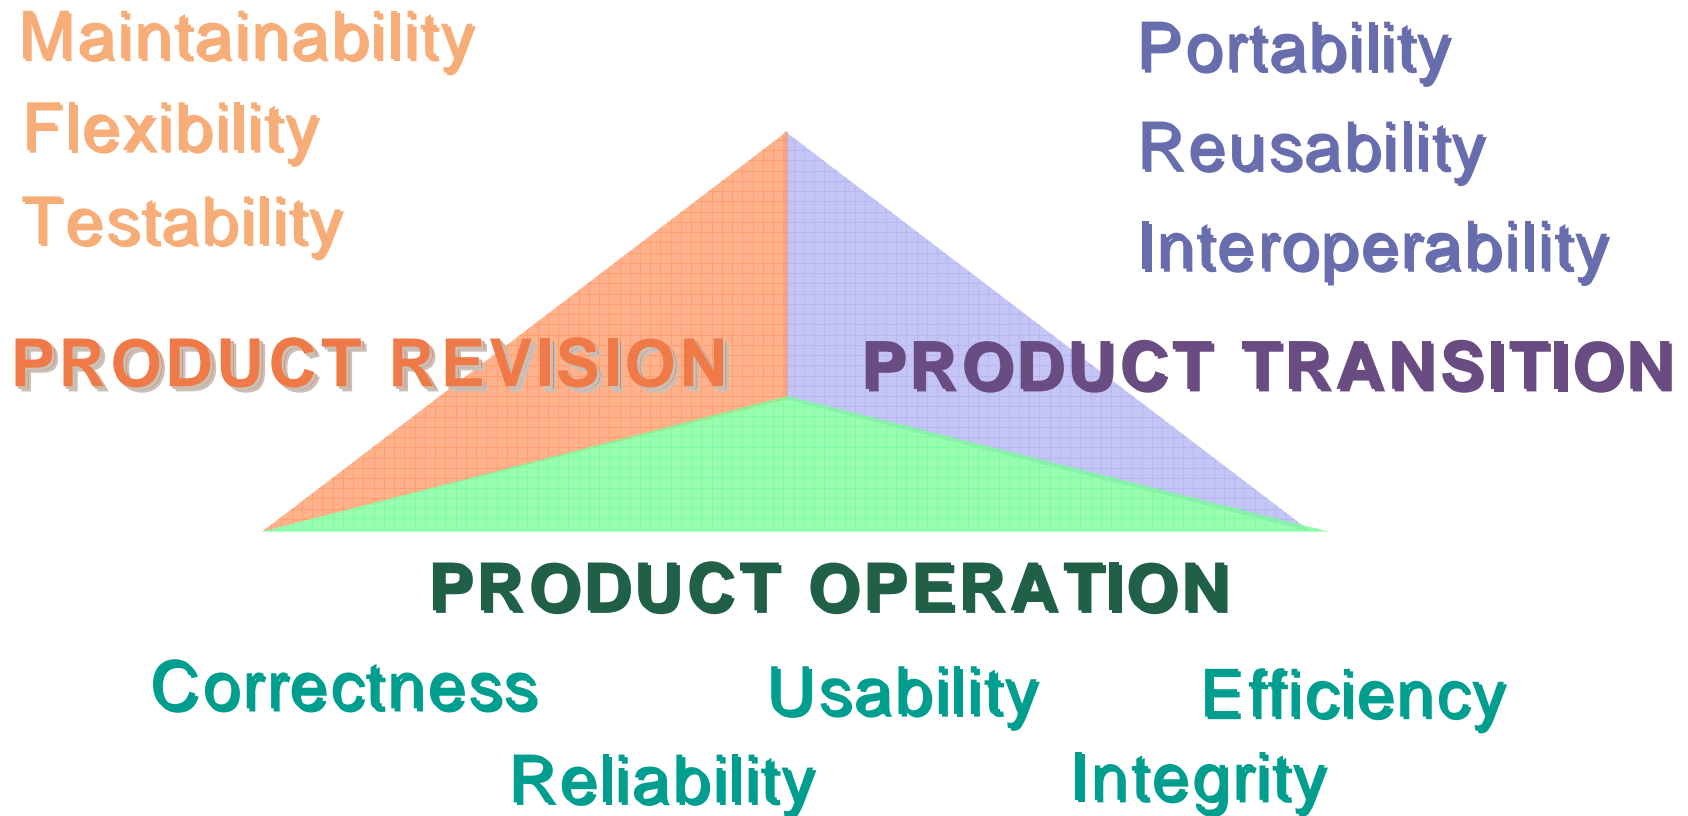 Maintainability
Flexibility
Testability
Portability
Reusability
Interoperability
PRODUCT REVISION
PRODUCT TRANSITION
PRODUCT OPERATION
Correctness
Usability
Efficiency
Reliability
Integrity